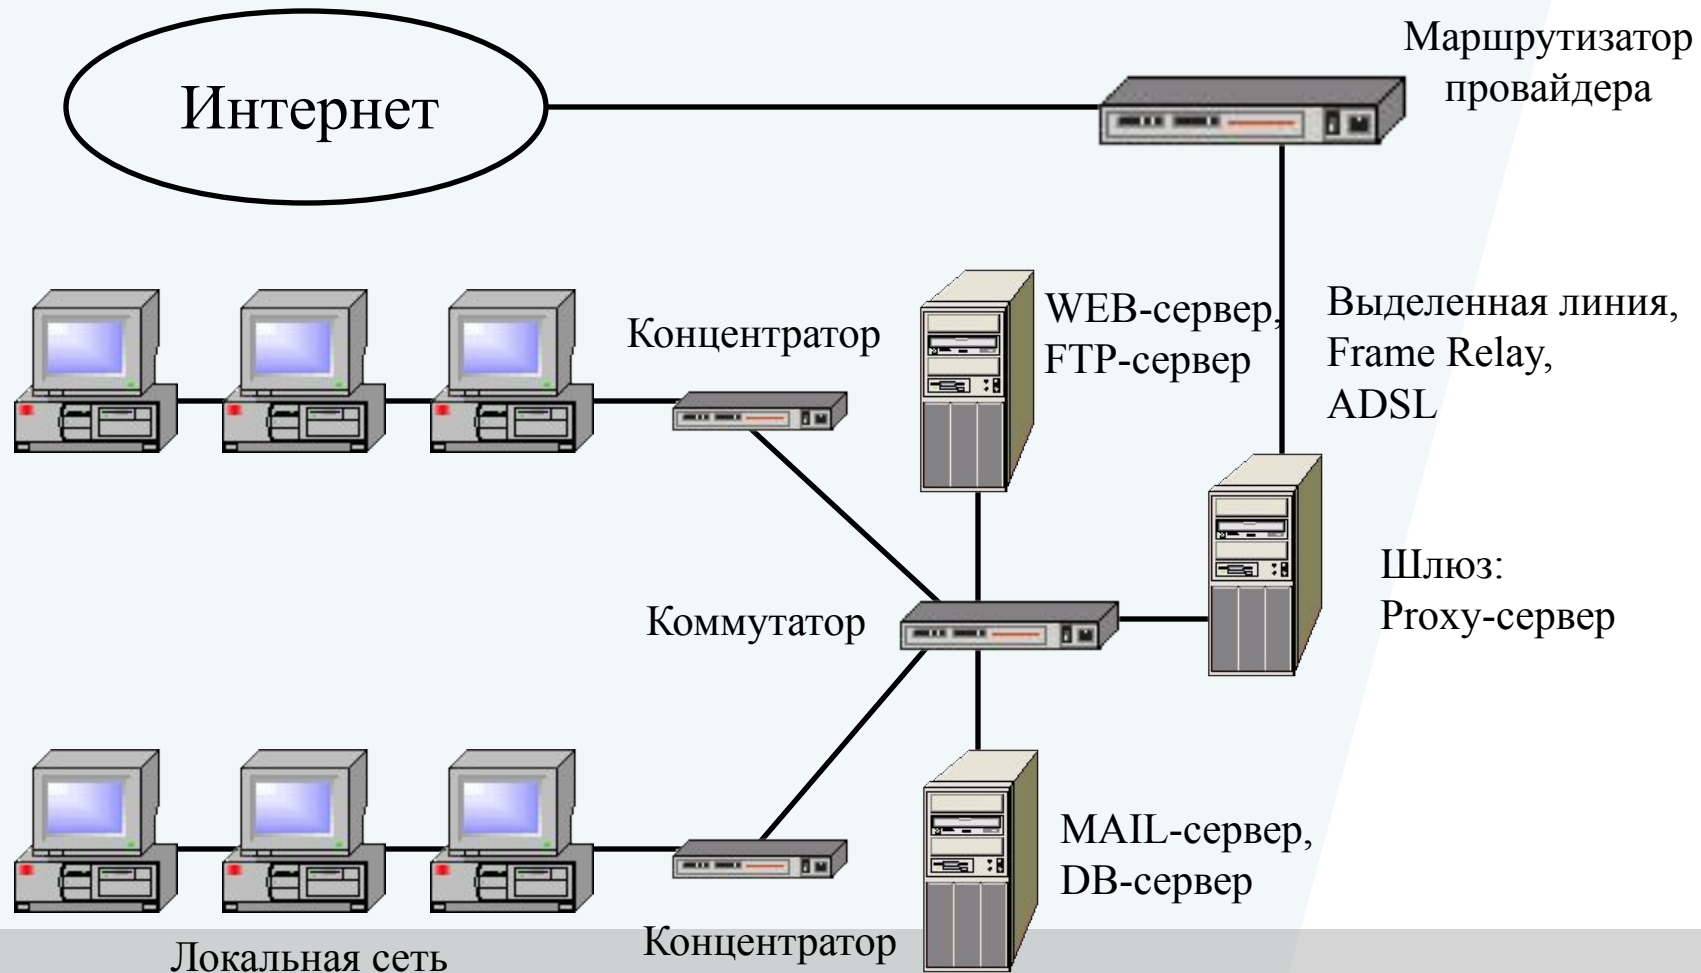 Маршрутизатор
провайдера
Интернет
Концентратор
WEB-сервер,
FTP-сервер
Выделенная линия,
Frame Relay,
ADSL
Коммутатор
Шлюз:
Proxy-сервер
MAIL-сервер,
DB-сервер
Концентратор
Локальная сеть